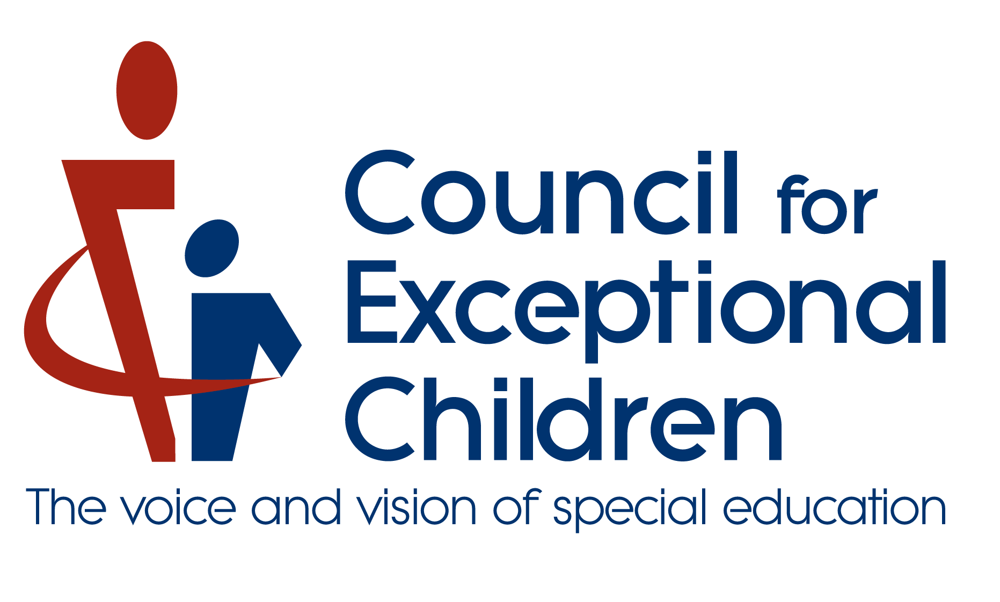 Council for
Exceptional
Children
The voice and vision of special education